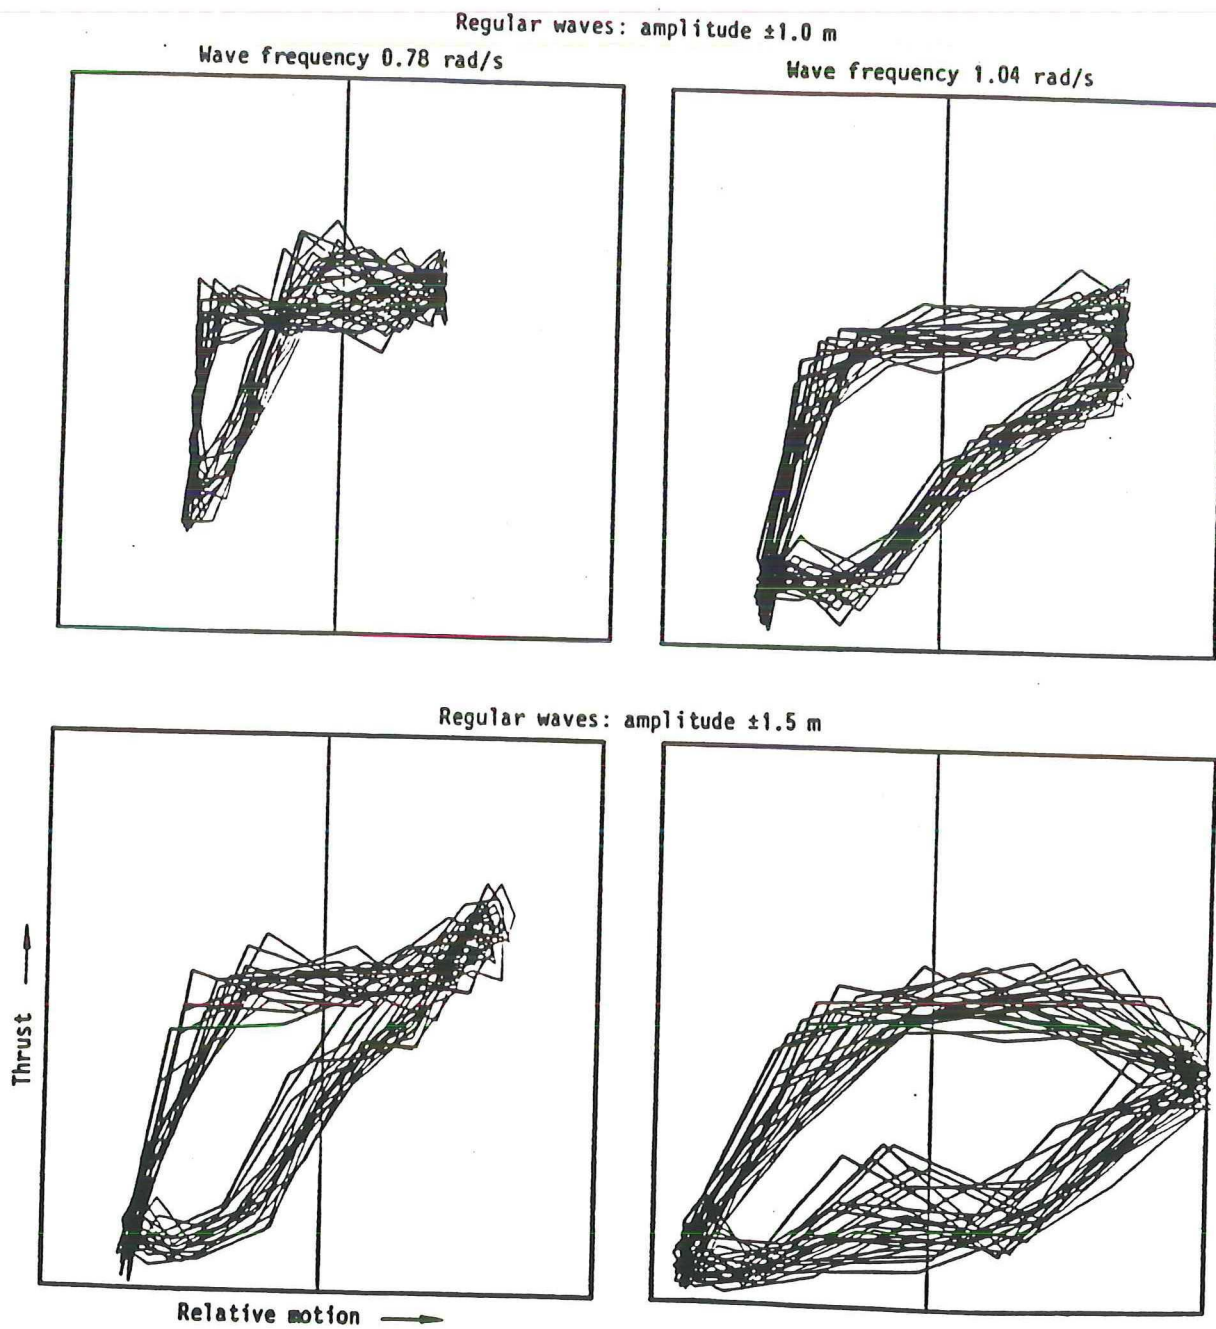 Regular waves: amplitude ±1.0 m
Wave frequency 0.78 rad/s
Wave frequency 1.04 rad/s
Regular waves: amplitude ±1.5 m
Thrust
Relative motion